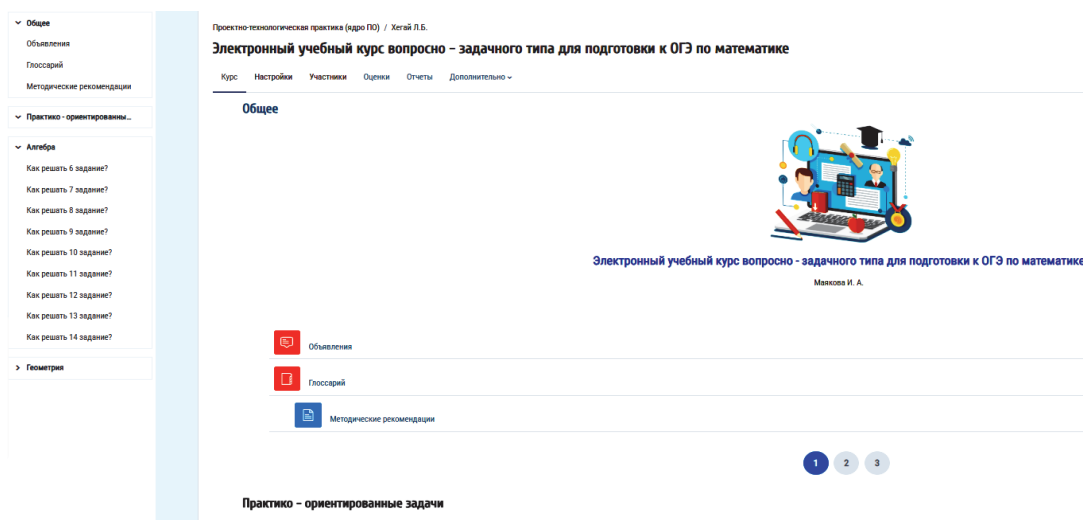 Общее
Объявления
Глоссарий
Методические рекомендации
Практико - ориентированны...
Алгебра
Как решать 6 задание?
Как решать 7 задание?
Как решать 8 задание?
Как решать 9 задание?
Как решать 10 задание?
Как решать 11 задание?
Как решать 12 задание?
Как решать 13 задание?
Как решать 14 задание?
Геометрия
Проектно-технологическая практика (ядро ПО) / Хегай Л.Б.
Электронный учебный курс вопросно - задачного типа для подготовки к ОГЭ по математике
Курс Настройки Участники Оценки Отчеты Дополнительно
Общее
Электронный учебный курс вопросно - задачного типа для подготовки к ОГЭ по математике
Маякова И. А.
Объявления
Глоссарий
Методические рекомендации
1 2 3
Практико - ориентированные задачи